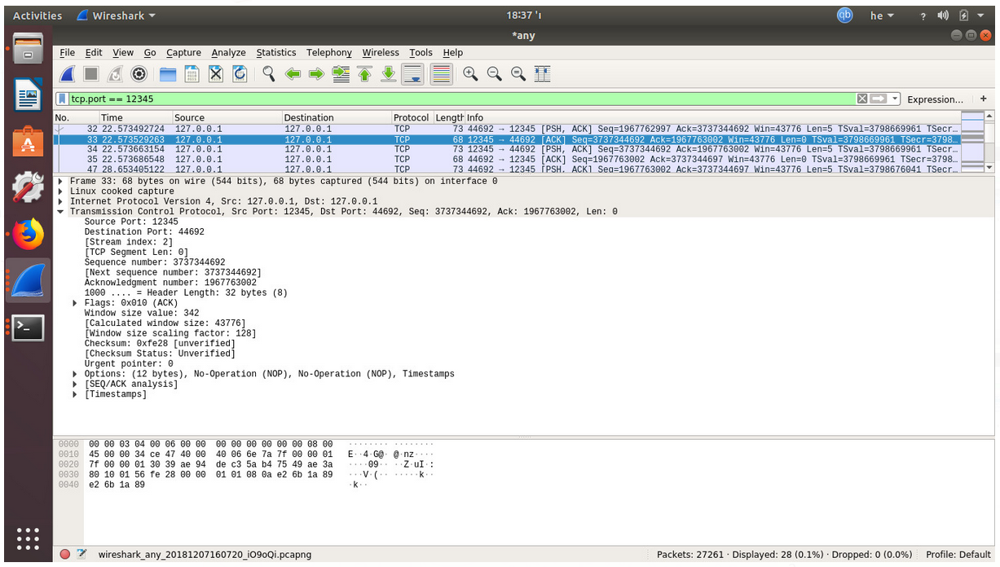 Activities Wireshark 18:37 'ו qb he ?
*any
File Edit View Go Capture Analyze Statistics Telephony Wireless Tools Help
tcp.port == 12345 Expression… +
No. Time Source Destination Protocol Length Info
32 22.573492724 127.0.0.1 127.0.0.1 TCP 73 44692 → 12345 [PSH, ACK] Seq=1967762997 Ack=3737344692 Win=43776 Len=5 TSval=3798669961 TSecr…
33 22.573529263 127.0.0.1 127.0.0.1 TCP 68 12345 → 44692 [ACK] Seq=3737344692 Ack=1967763002 Win=43776 Len=0 TSval=3798669961 TSecr=3798…
34 22.573663154 127.0.0.1 127.0.0.1 TCP 73 12345 → 44692 [PSH, ACK] Seq=3737344692 Ack=1967763002 Win=43776 Len=5 TSval=3798669961 TSecr…
35 22.573686548 127.0.0.1 127.0.0.1 TCP 68 44692 → 12345 [ACK] Seq=1967763002 Ack=3737344697 Win=43776 Len=0 TSval=3798669961 TSecr=3798…
47 28.653405122 127.0.0.1 127.0.0.1 TCP 73 44692 → 12345 [PSH, ACK] Seq=1967763002 Ack=3737344697 Win=43776 Len=5 TSval=3798676041 TSecr…
Frame 33: 68 bytes on wire (544 bits), 68 bytes captured (544 bits) on interface 0
Linux cooked capture
Internet Protocol Version 4, Src: 127.0.0.1, Dst: 127.0.0.1
Transmission Control Protocol, Src Port: 12345, Dst Port: 44692, Seq: 3737344692, Ack: 1967763002, Len: 0
Source Port: 12345
Destination Port: 44692
[Stream index: 2]
[TCP Segment Len: 0]
Sequence number: 3737344692
[Next sequence number: 3737344692]
Acknowledgment number: 1967763002
1000 .... = Header Length: 32 bytes (8)
Flags: 0x010 (ACK)
Window size value: 342
[Calculated window size: 43776]
[Window size scaling factor: 128]
Checksum: 0xfe28 [unverified]
[Checksum Status: Unverified]
Urgent pointer: 0
Options: (12 bytes), No-Operation (NOP), No-Operation (NOP), Timestamps
[SEQ/ACK analysis]
[Timestamps]
0000 00 00 03 04 00 06 00 00 00 00 00 00 00 00 08 00 ········ ········
0010 45 00 00 34 ce 47 40 00 40 06 6e 7a 7f 00 00 01 E··4·G@· @·nz····
0020 7f 00 00 01 30 39 ae 94 de c3 5a b4 75 49 ae 3a ····09·· ··Z·uI·:
0030 80 10 01 56 fe 28 00 00 01 01 08 0a e2 6b 1a 89 ···V·(·· ·····k··
0040 e2 6b 1a 89 ·k··
wireshark_any_20181207160720_iO9oQi.pcapng Packets: 27261 · Displayed: 28 (0.1%) · Dropped: 0 (0.0%) Profile: Default